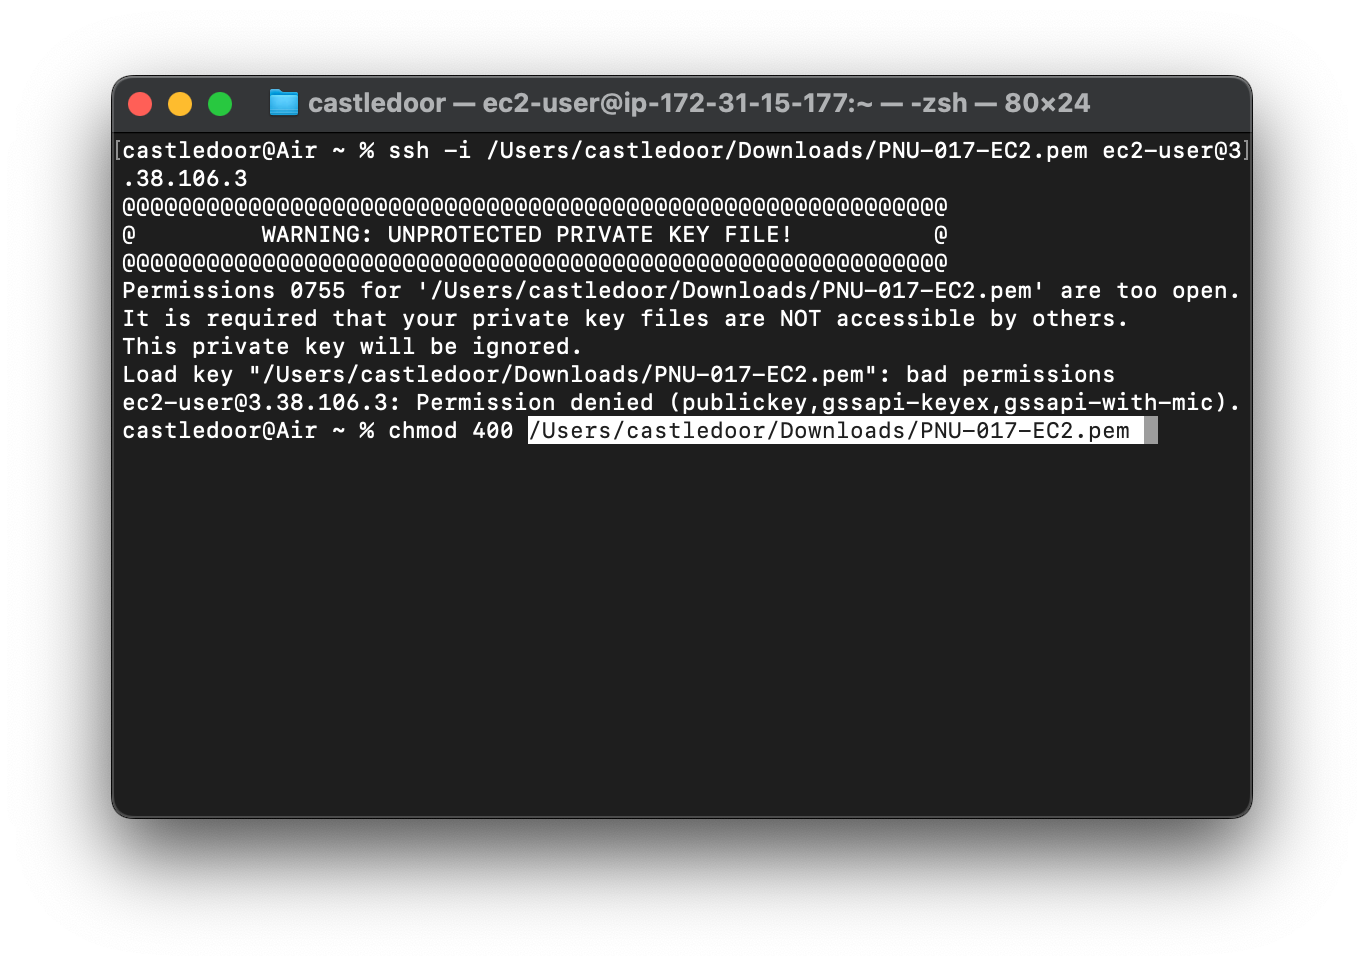 castledoor — ec2-user@ip-172-31-15-177:~ — -zsh — 80×24
[castledoor@Air ~ % ssh -i /Users/castledoor/Downloads/PNU-017-EC2.pem ec2-user@3]
.38.106.3
@@@@@@@@@@@@@@@@@@@@@@@@@@@@@@@@@@@@@@@@@@@@@@@@@@@@@@@@@@@
@         WARNING: UNPROTECTED PRIVATE KEY FILE!          @
@@@@@@@@@@@@@@@@@@@@@@@@@@@@@@@@@@@@@@@@@@@@@@@@@@@@@@@@@@@
Permissions 0755 for '/Users/castledoor/Downloads/PNU-017-EC2.pem' are too open.
It is required that your private key files are NOT accessible by others.
This private key will be ignored.
Load key "/Users/castledoor/Downloads/PNU-017-EC2.pem": bad permissions
ec2-user@3.38.106.3: Permission denied (publickey,gssapi-keyex,gssapi-with-mic).
castledoor@Air ~ % chmod 400 /Users/castledoor/Downloads/PNU-017-EC2.pem